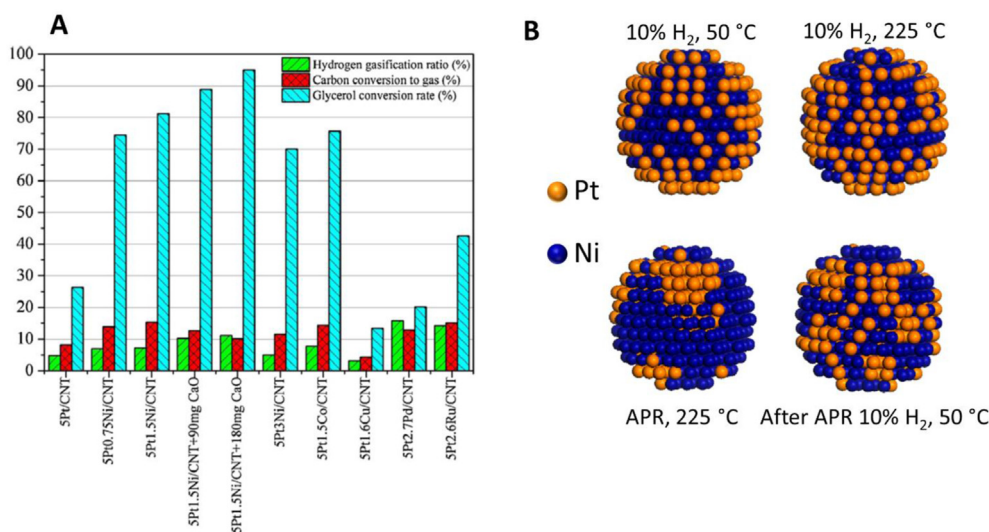 A
100
90
80
70
60
50
40
30
20
10
0
Hydrogen gasification ratio (%)
Carbon conversion to gas (%)
Glycerol conversion rate (%)
5Pt/CNT
5Pt0.75Ni/CNT
5Pt1.5Ni/CNT
5Pt1.5Ni/CNT+90mg CaO
5Pt1.5Ni/CNT+180mg CaO
5Pt3Ni/CNT
5Pt1.5Co/CNT
5Pt1.6Cu/CNT
5Pt2.7Pd/CNT
5Pt2.6Ru/CNT
B
10% H₂, 50 °C
10% H₂, 225 °C
Pt
Ni
APR, 225 °C
After APR 10% H₂, 50 °C